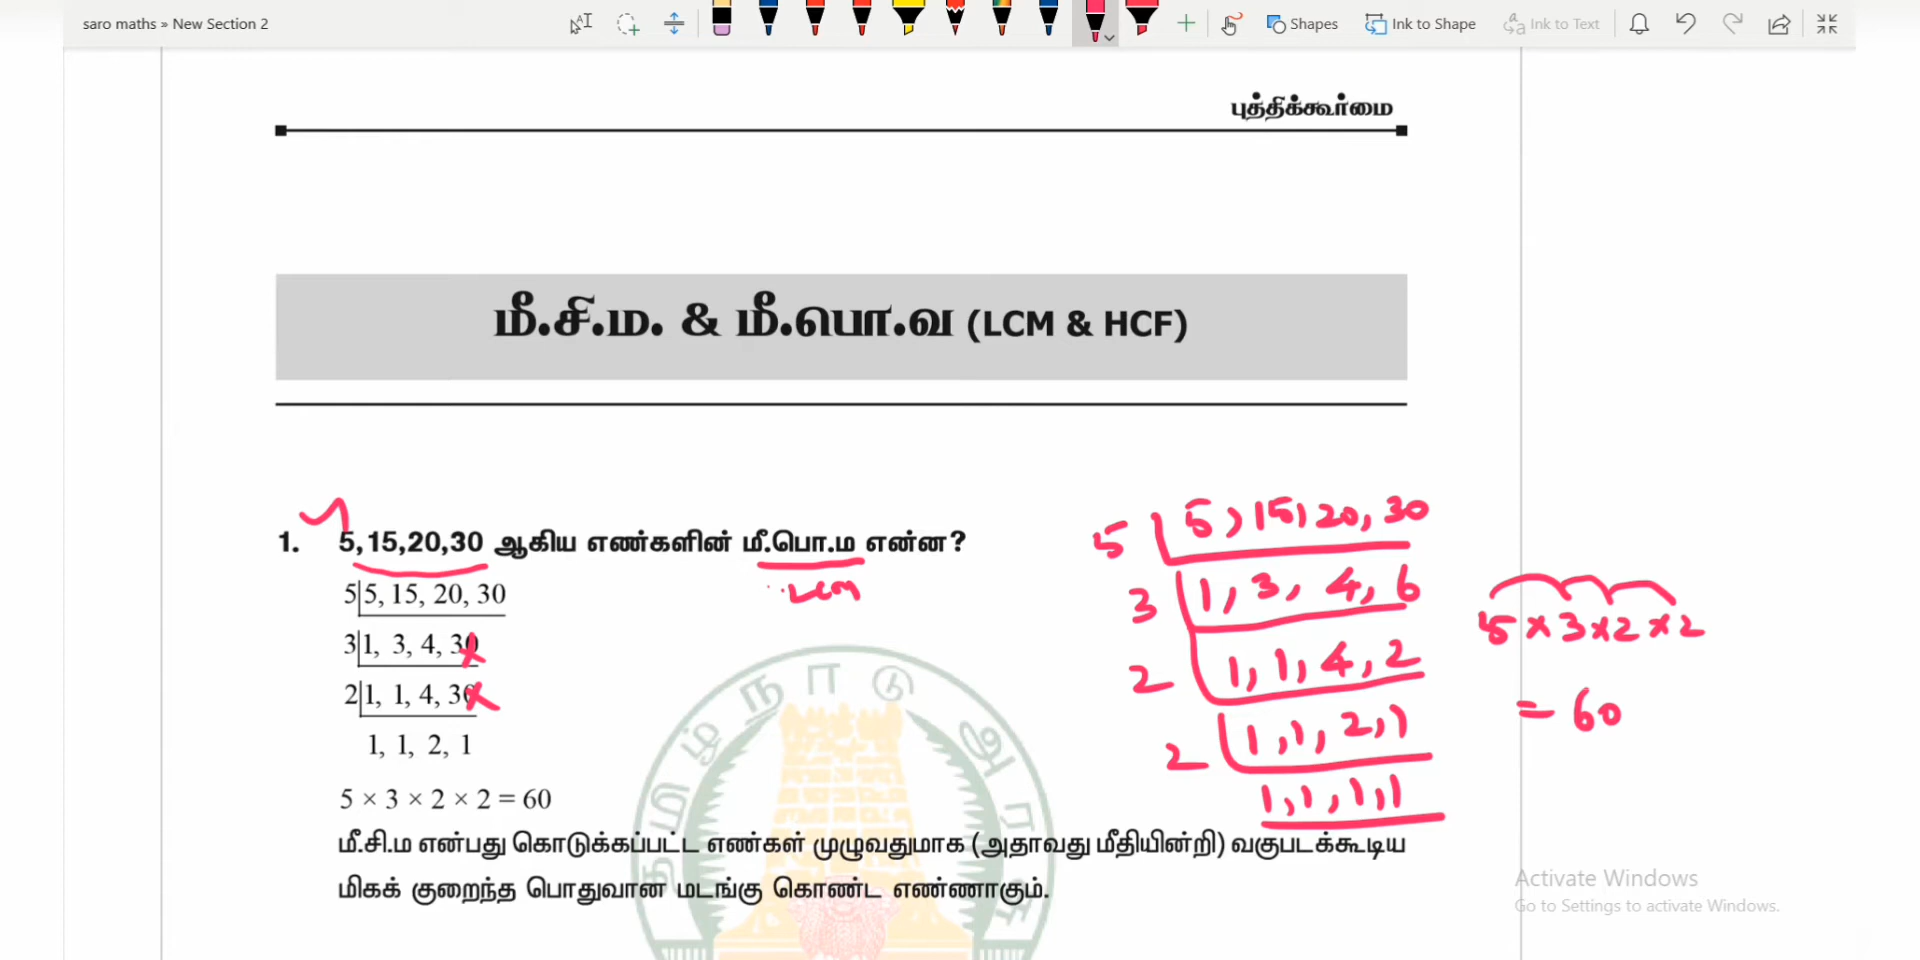 saro maths » New Section 2
Shapes
Ink to Shape
Ink to Text
புத்திக்கூர்மை
மீ.சி.ம. & மீ.பொ.வ (LCM & HCF)
1. 5,15,20,30 ஆகிய எண்களின் மீ.பொ.ம என்ன?
Lcm
5 5, 15, 20, 30
3 1, 3, 4, 30
2 1, 1, 4, 30
1, 1, 2, 1
5 × 3 × 2 × 2 = 60
மீ.சி.ம என்பது கொடுக்கப்பட்ட எண்கள் முழுவதுமாக (அதாவது மீதியின்றி) வகுபடக்கூடிய
மிகக் குறைந்த பொதுவான மடங்கு கொண்ட எண்ணாகும்.
5 5, 15, 20, 30
3 1, 3, 4, 6
2 1, 1, 4, 2
2 1, 1, 2, 1
1, 1, 1, 1
5 × 3 × 2 × 2
= 60
தமிழ்நாடு அரசு
Activate Windows
Go to Settings to activate Windows.